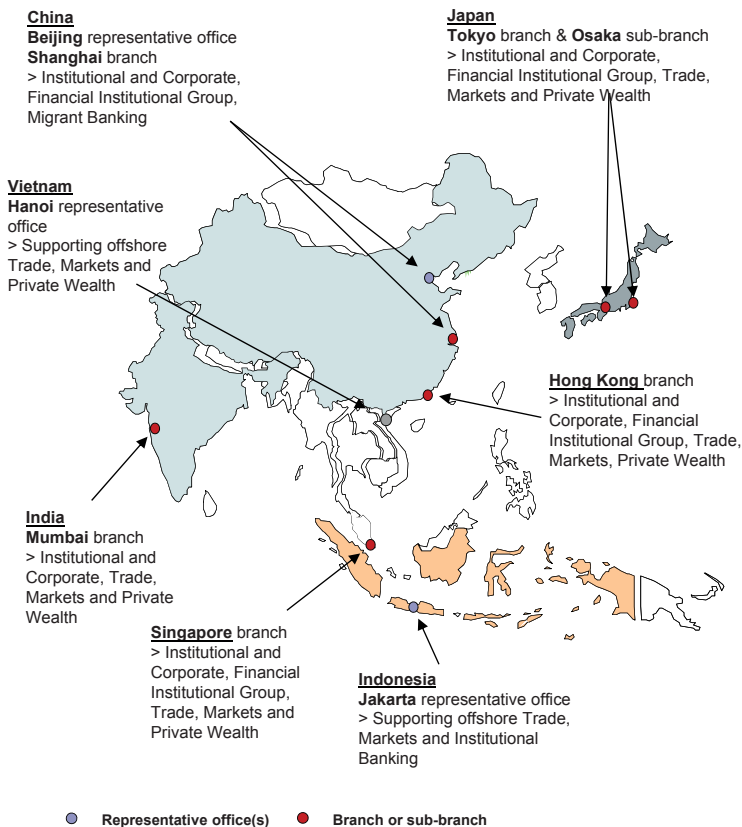 China
Beijing representative office
Shanghai branch
> Institutional and Corporate,
Financial Institutional Group,
Migrant Banking
Japan
Tokyo branch & Osaka sub-branch
> Institutional and Corporate,
Financial Institutional Group, Trade,
Markets and Private Wealth
Vietnam
Hanoi representative
office
> Supporting offshore
Trade, Markets and
Private Wealth
Hong Kong branch
> Institutional and
Corporate, Financial
Institutional Group, Trade,
Markets, Private Wealth
India
Mumbai branch
> Institutional and
Corporate, Trade,
Markets and Private
Wealth
Singapore branch
> Institutional and
Corporate, Financial
Institutional Group,
Trade, Markets and
Private Wealth
Indonesia
Jakarta representative office
> Supporting offshore Trade,
Markets and Institutional
Banking
Representative office(s)
Branch or sub-branch